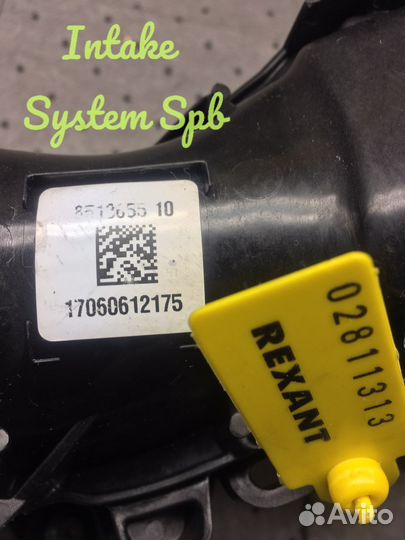 Intake
System Spb
8513655 10
17060612175
02811313
REXANT
Avito